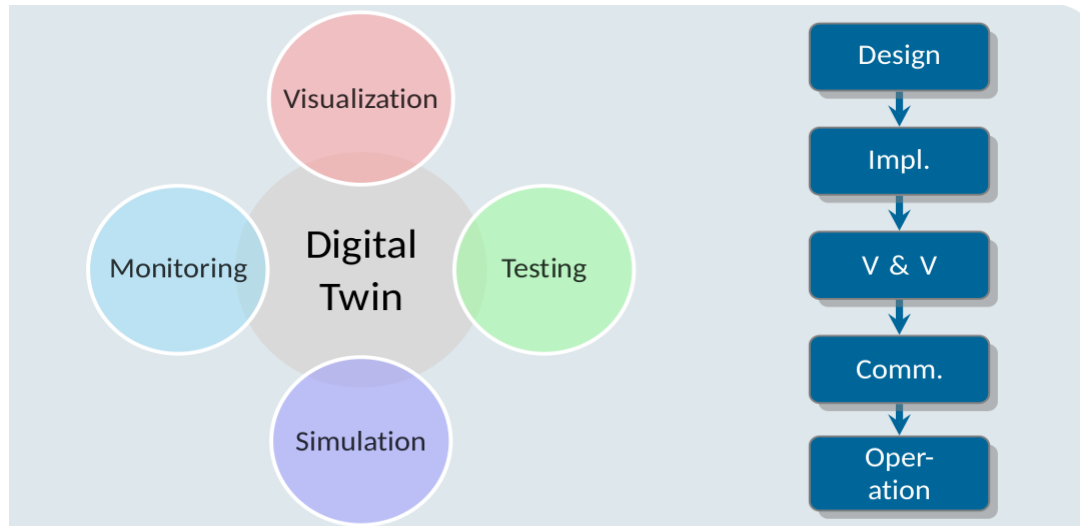 Visualization
Monitoring
Digital
Twin
Testing
Simulation
Design
Impl.
V & V
Comm.
Oper-
ation